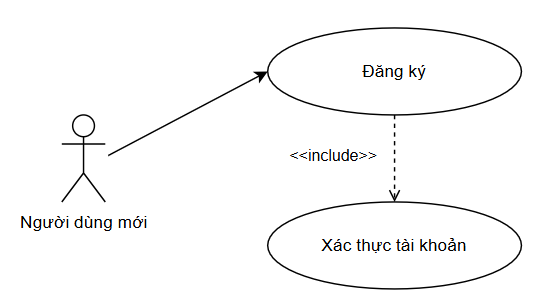 Đăng ký
<<include>>
Người dùng mới
Xác thực tài khoản